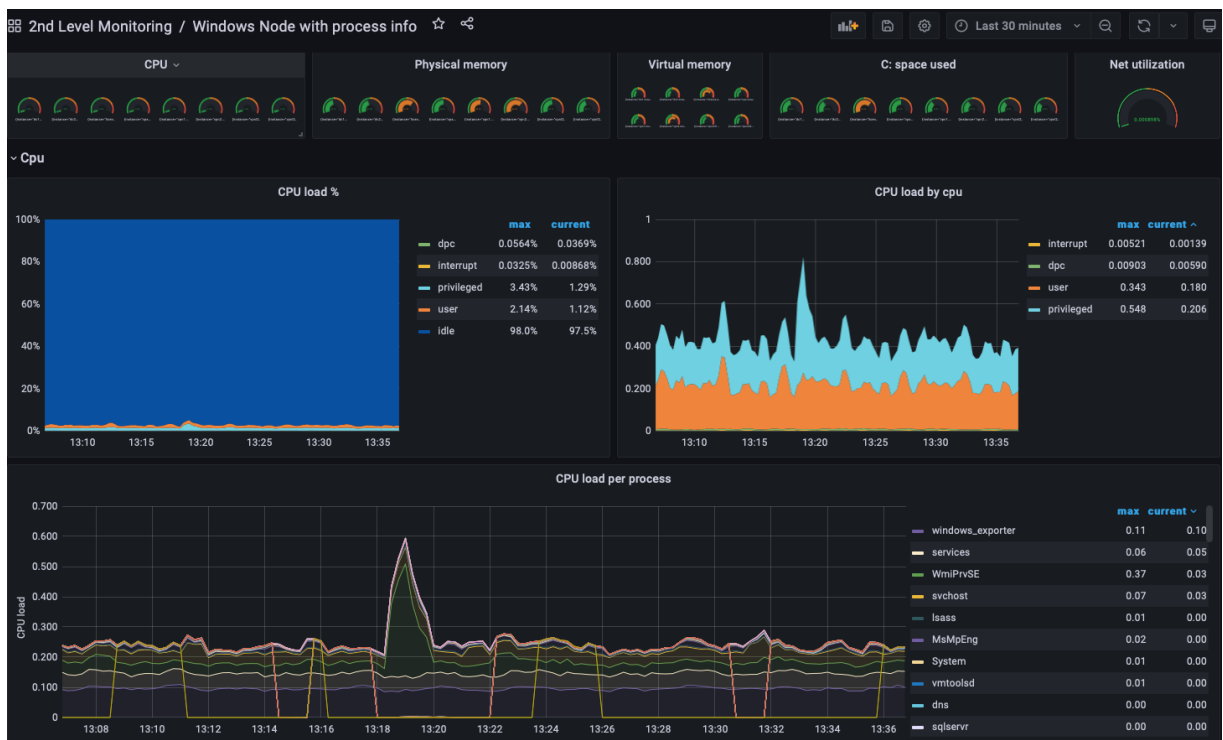 2nd Level Monitoring / Windows Node with process info
Last 30 minutes
CPU
Physical memory
Virtual memory
C: space used
Net utilization
Cpu
CPU load %
100%
80%
60%
40%
20%
0%
13:10 13:15 13:20 13:25 13:30 13:35
max current
dpc 0.0564% 0.0369%
interrupt 0.0325% 0.00868%
privileged 3.43% 1.29%
user 2.14% 1.12%
idle 98.0% 97.5%
CPU load by cpu
1
0.800
0.600
0.400
0.200
0
13:10 13:15 13:20 13:25 13:30 13:35
max current
interrupt 0.00521 0.00139
dpc 0.00903 0.00590
user 0.343 0.180
privileged 0.548 0.206
CPU load per process
CPU load
0.700
0.600
0.500
0.400
0.300
0.200
0.100
0
13:08 13:10 13:12 13:14 13:16 13:18 13:20 13:22 13:24 13:26 13:28 13:30 13:32 13:34 13:36
max current
windows_exporter 0.11 0.10
services 0.06 0.05
WmiPrvSE 0.37 0.03
svchost 0.07 0.03
lsass 0.01 0.00
MsMpEng 0.02 0.00
System 0.01 0.00
vmtoolsd 0.01 0.00
dns 0.00 0.00
sqlservr 0.00 0.00